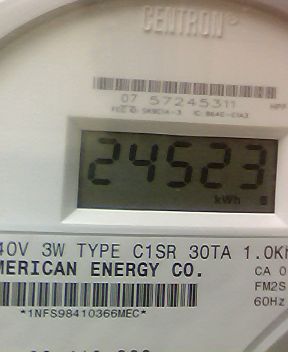 CENTRON
07 57245311
24523
kWh
40V 3W TYPE C1SR 30TA 1.0K
MERICAN ENERGY CO.
CA 0
FM2S
60Hz
*1NFS98410366MEC*